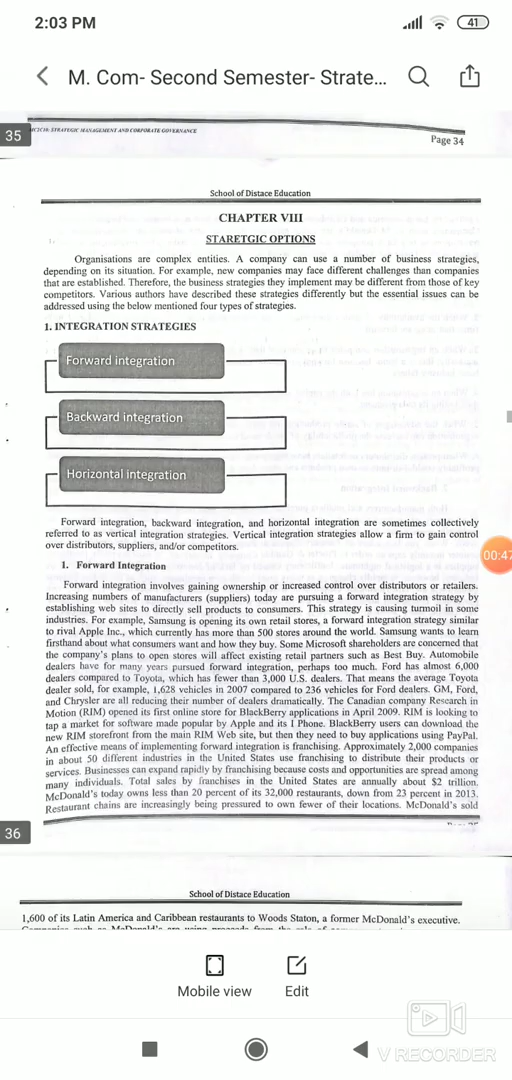 2:03 PM
41
M. Com- Second Semester- Strate...
35
STRATEGIC MANAGEMENT AND CORPORATE GOVERNANCE
Page 34
School of Distace Education
CHAPTER VIII
STARETGIC OPTIONS
Organisations are complex entities. A company can use a number of business strategies,
depending on its situation. For example, new companies may face different challenges than companies
that are established. Therefore, the business strategies they implement may be different from those of key
competitors. Various authors have described these strategies differently but the essential issues can be
addressed using the below mentioned four types of strategies.
1. INTEGRATION STRATEGIES
Forward integration
Backward integration
Horizontal integration
Forward integration, backward integration, and horizontal integration are sometimes collectively
referred to as vertical integration strategies. Vertical integration strategies allow a firm to gain control
over distributors, suppliers, and/or competitors.
00:47
1. Forward Integration
Forward integration involves gaining ownership or increased control over distributors or retailers.
Increasing numbers of manufacturers (suppliers) today are pursuing a forward integration strategy by
establishing web sites to directly sell products to consumers. This strategy is causing turmoil in some
industries. For example, Samsung is opening its own retail stores, a forward integration strategy similar
to rival Apple Inc., which currently has more than 500 stores around the world. Samsung wants to learn
firsthand about what consumers want and how they buy. Some Microsoft shareholders are concerned that
the company's plans to open stores will affect existing retail partners such as Best Buy. Automobile
dealers have for many years pursued forward integration, perhaps too much. Ford has almost 6,000
dealers compared to Toyota, which has fewer than 3,000 U.S. dealers. That means the average Toyota
dealer sold, for example, 1,628 vehicles in 2007 compared to 236 vehicles for Ford dealers. GM, Ford,
and Chrysler are all reducing their number of dealers dramatically. The Canadian company Research in
Motion (RIM) opened its first online store for BlackBerry applications in April 2009. RIM is looking to
tap a market for software made popular by Apple and its I Phone. BlackBerry users can download the
new RIM storefront from the main RIM Web site, but then they need to buy applications using PayPal.
An effective means of implementing forward integration is franchising. Approximately 2,000 companies
in about 50 different industries in the United States use franchising to distribute their products or
services. Businesses can expand rapidly by franchising because costs and opportunities are spread among
many individuals. Total sales by franchises in the United States are annually about $2 trillion.
McDonald's today owns less than 20 percent of its 32,000 restaurants, down from 23 percent in 2013.
Restaurant chains are increasingly being pressured to own fewer of their locations. McDonald's sold
36
School of Distace Education
1,600 of its Latin America and Caribbean restaurants to Woods Staton, a former McDonald's executive.
Mobile view
Edit
V RECORDER